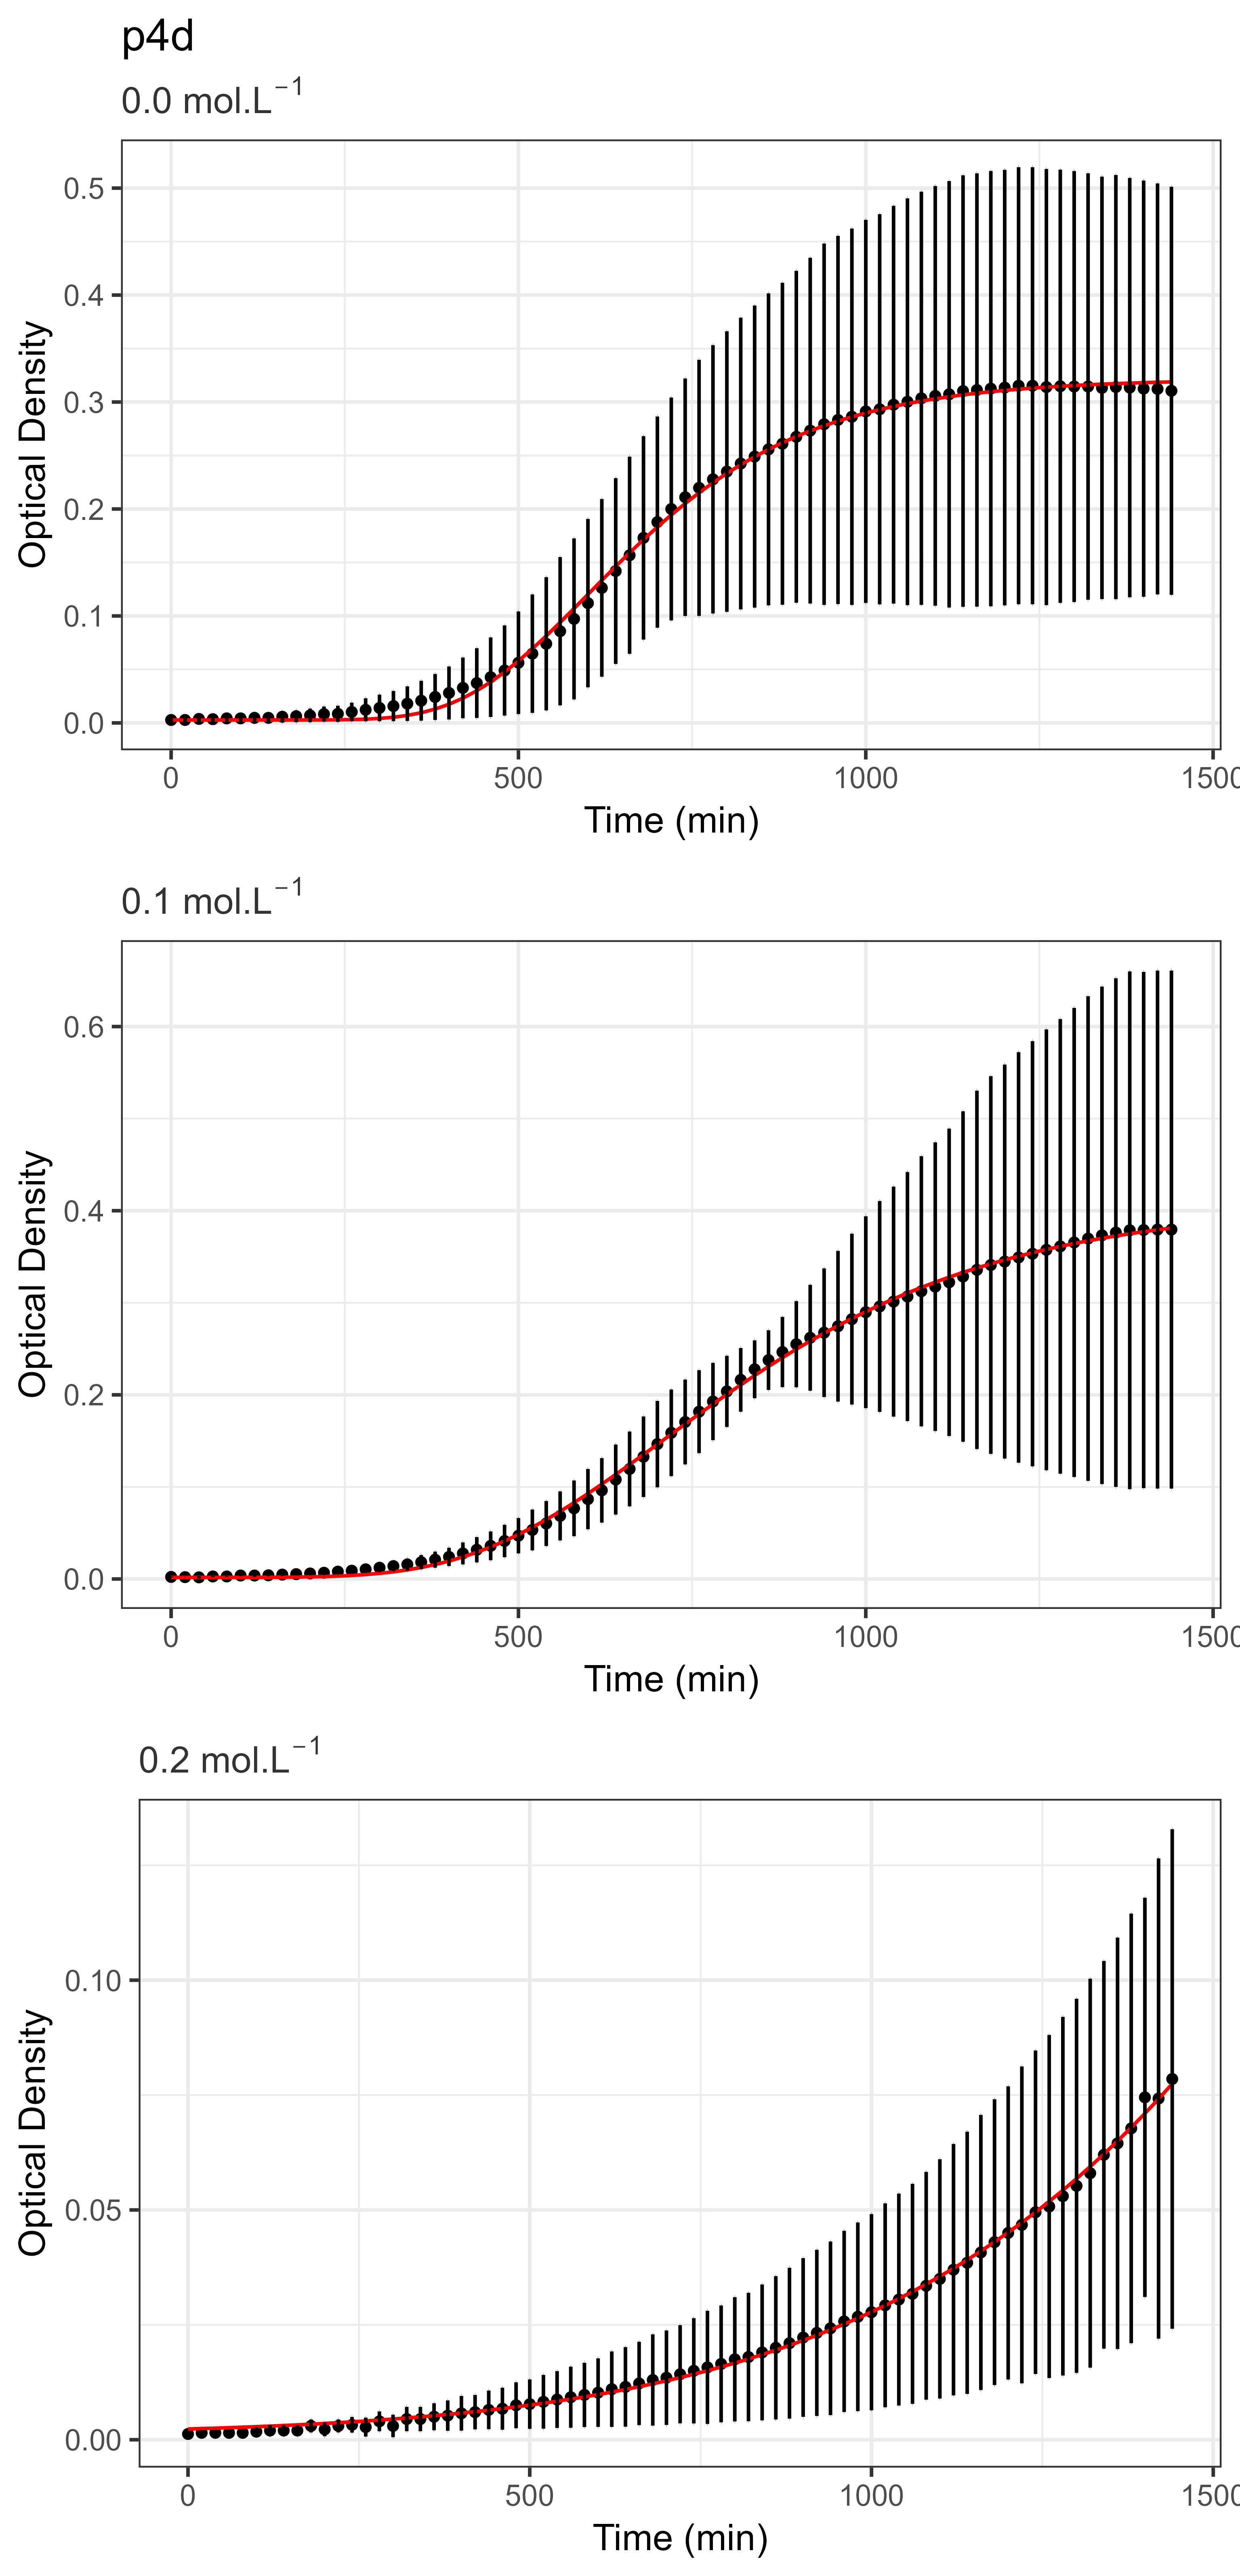 p4d
0.0 mol.L⁻¹
0.5
0.4
0.3
0.2
0.1
0.0
Optical Density
0 500 1000 1500
Time (min)
0.1 mol.L⁻¹
0.6
0.4
0.2
0.0
Optical Density
0 500 1000 1500
Time (min)
0.2 mol.L⁻¹
0.10
0.05
0.00
Optical Density
0 500 1000 1500
Time (min)